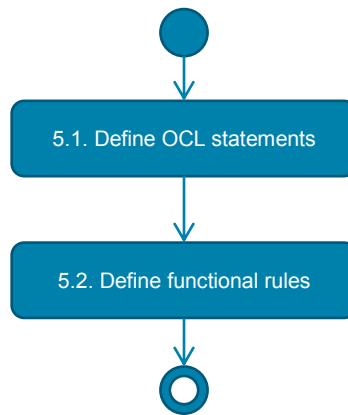 5.1. Define OCL statements
5.2. Define functional rules